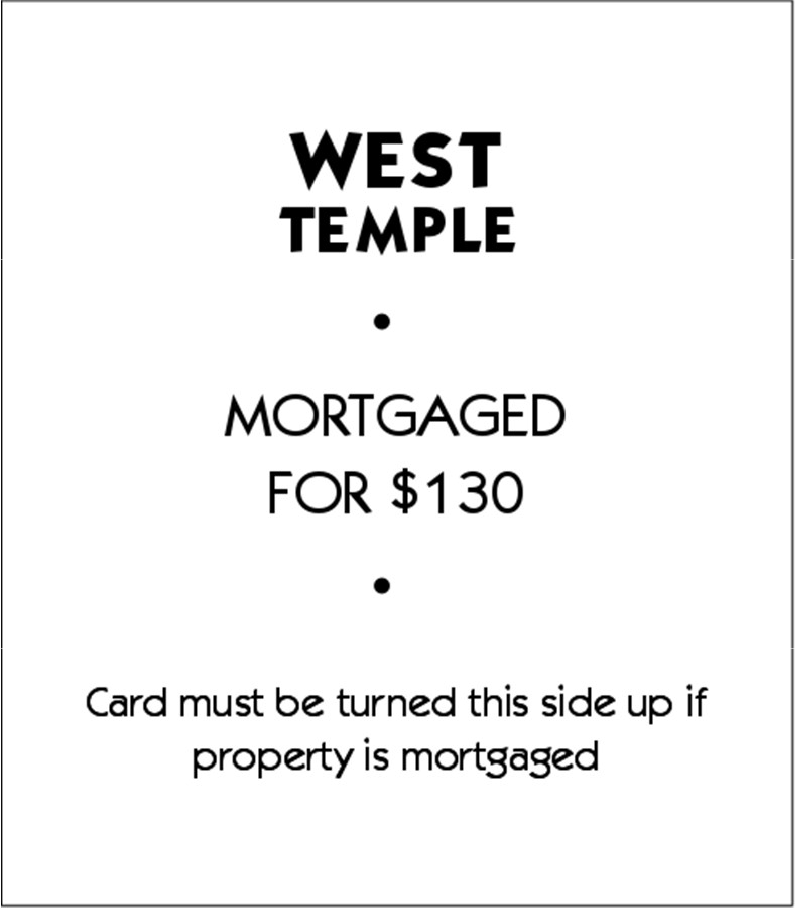 WEST
TEMPLE
•
MORTGAGED
FOR $130
•
Card must be turned this side up if
property is mortgaged